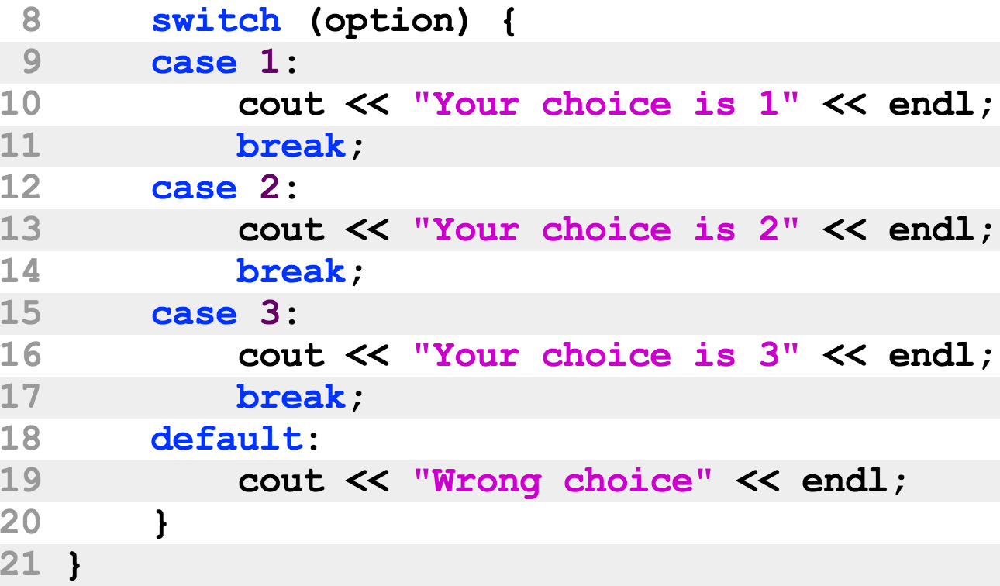 8 switch (option) {
9 case 1:
10 cout << "Your choice is 1" << endl;
11 break;
12 case 2:
13 cout << "Your choice is 2" << endl;
14 break;
15 case 3:
16 cout << "Your choice is 3" << endl;
17 break;
18 default:
19 cout << "Wrong choice" << endl;
20 }
21 }